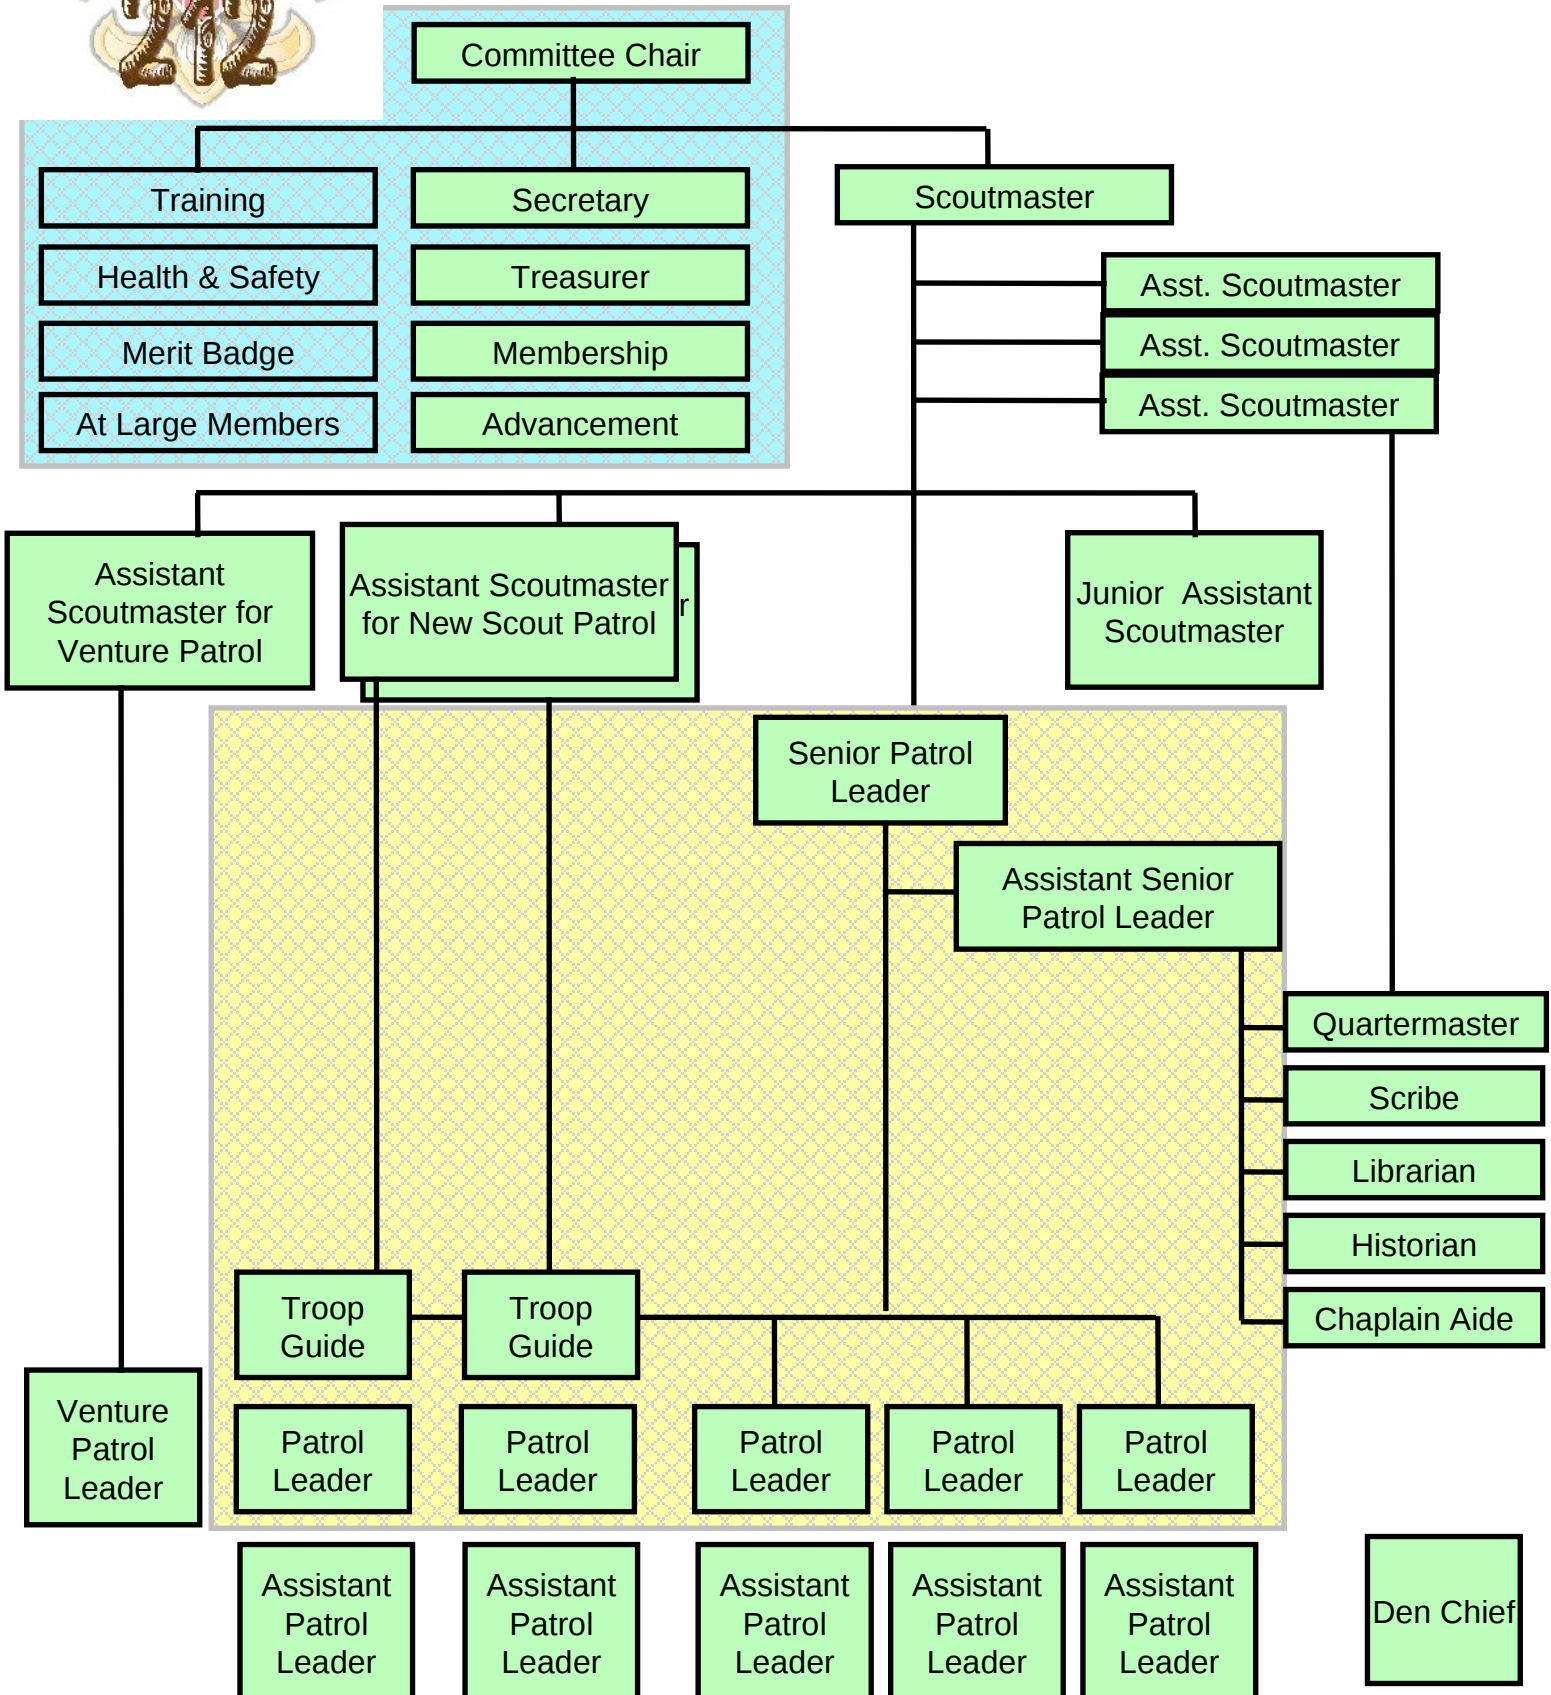 212
Committee Chair
Training
Secretary
Scoutmaster
Health & Safety
Treasurer
Asst. Scoutmaster
Merit Badge
Membership
Asst. Scoutmaster
At Large Members
Advancement
Asst. Scoutmaster
Assistant
Scoutmaster for
Venture Patrol
Assistant Scoutmaster
for New Scout Patrol
r
Junior Assistant
Scoutmaster
Senior Patrol
Leader
Assistant Senior
Patrol Leader
Quartermaster
Scribe
Librarian
Historian
Chaplain Aide
Troop
Guide
Troop
Guide
Venture
Patrol
Leader
Patrol
Leader
Patrol
Leader
Patrol
Leader
Patrol
Leader
Patrol
Leader
Assistant
Patrol
Leader
Assistant
Patrol
Leader
Assistant
Patrol
Leader
Assistant
Patrol
Leader
Assistant
Patrol
Leader
Den Chief